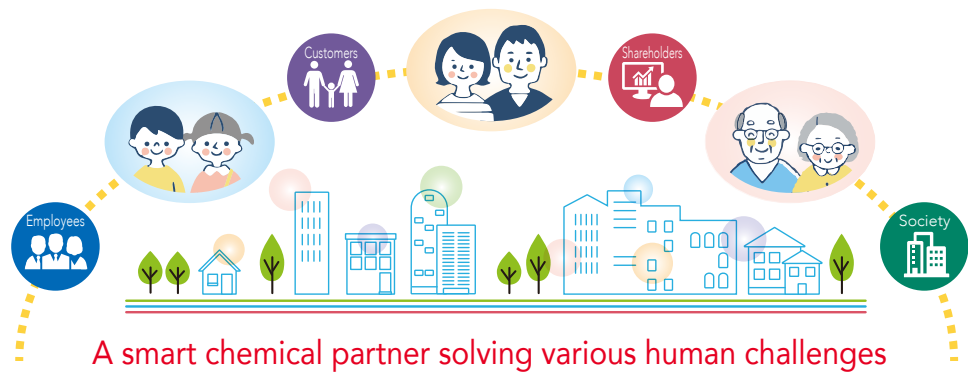 Customers
Shareholders
Employees
Society
A smart chemical partner solving various human challenges